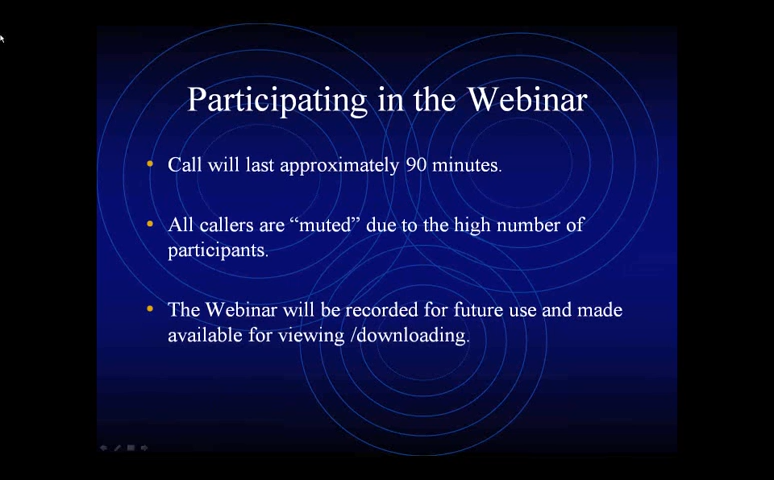 Participating in the Webinar
• Call will last approximately 90 minutes.
• All callers are “muted” due to the high number of
participants.
• The Webinar will be recorded for future use and made
available for viewing /downloading.